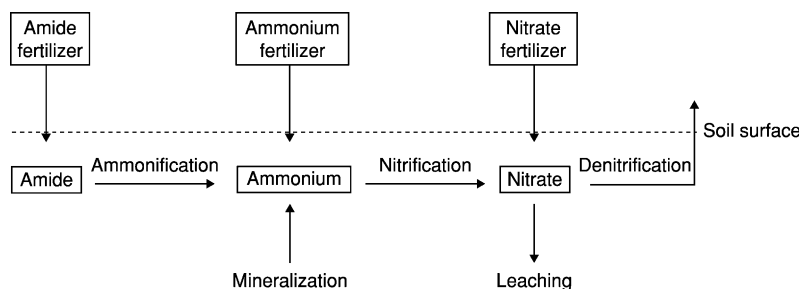 Amide
fertilizer
Ammonium
fertilizer
Nitrate
fertilizer
Soil surface
Amide
Ammonification
Ammonium
Nitrification
Nitrate
Denitrification
Mineralization
Leaching